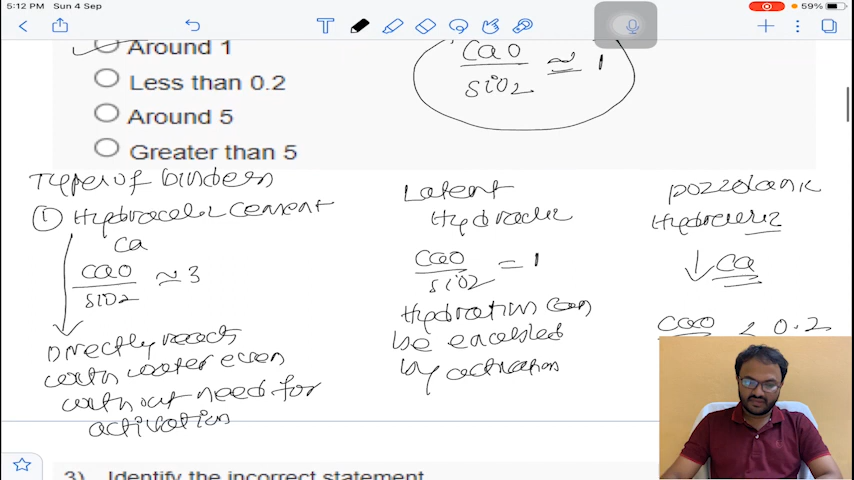 5:12 PM Sun 4 Sep
59%
T
Around 1
Less than 0.2
Around 5
Greater than 5
CaO
SiO2
≈ 1
Types of binders
① Hydraulic cement
Ca
CaO
SiO2
≈ 3
Directly reacts
with water even
without need for
activation
Latent
Hydraulic
CaO
SiO2
= 1
Hydration can
be enabled
by activation
pozzolanic
Hydraulic
↓ Ca
CaO < 0.2
3) Identify the incorrect statement